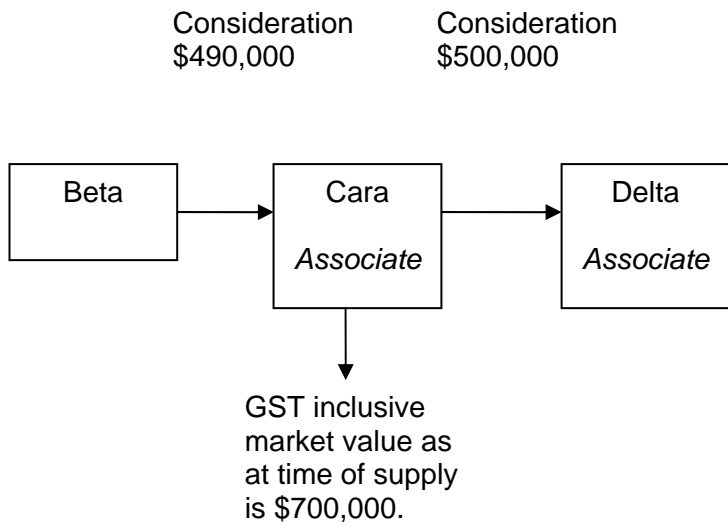 Consideration
$490,000
Consideration
$500,000
Beta
Cara
Associate
Delta
Associate
GST inclusive
market value as
at time of supply
is $700,000.